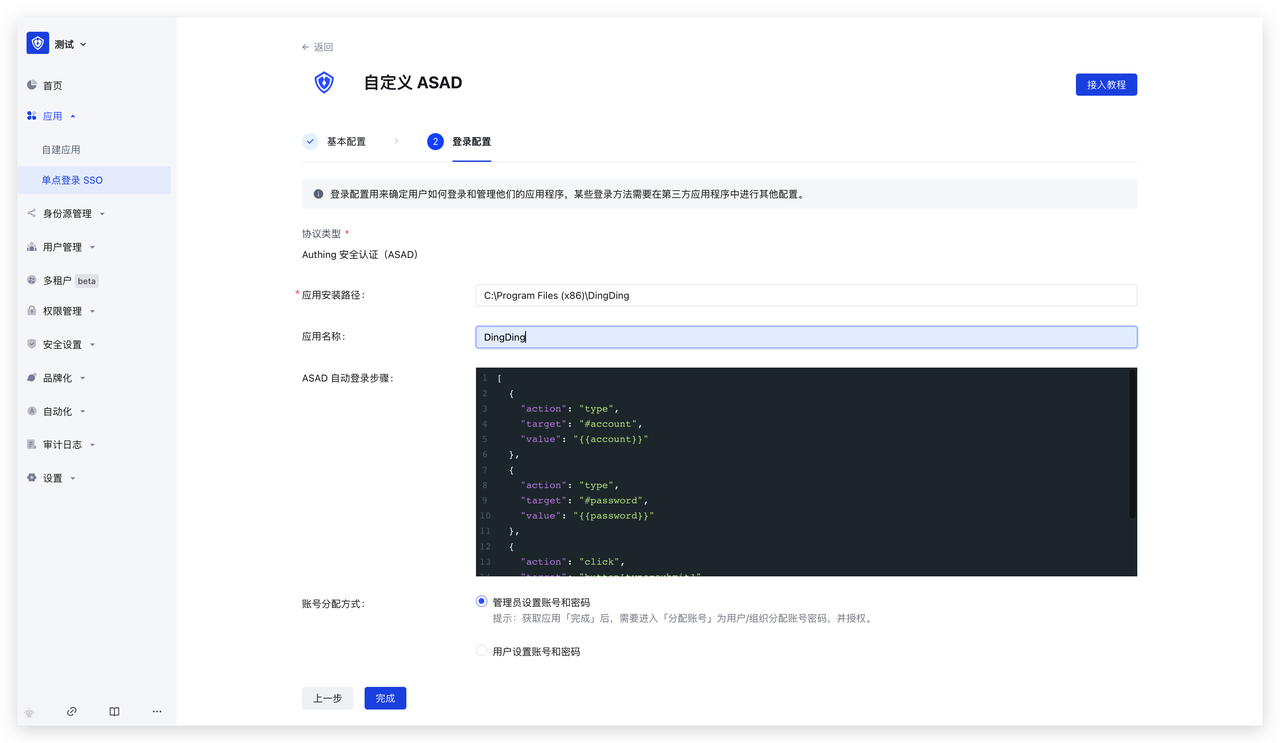 测试
首页
应用
自建应用
单点登录 SSO
身份源管理
用户管理
多租户 beta
权限管理
安全设置
品牌化
自动化
审计日志
设置
返回
自定义 ASAD
接入教程
基本配置
2 登录配置
登录配置用来确定用户如何登录和管理他们的应用程序，某些登录方法需要在第三方应用程序中进行其他配置。
协议类型 *
Authing 安全认证（ASAD）
* 应用安装路径：
C:\Program Files (x86)\DingDing
应用名称：
DingDing
ASAD 自动登录步骤：
1 [
2 {
3 "action": "type",
4 "target": "#account",
5 "value": "{{account}}"
6 },
7 {
8 "action": "type",
9 "target": "#password",
10 "value": "{{password}}"
11 },
12 {
13 "action": "click",
账号分配方式：
管理员设置账号和密码
提示：获取应用「完成」后，需要进入「分配账号」为用户/组织分配账号密码，并授权。
用户设置账号和密码
上一步
完成